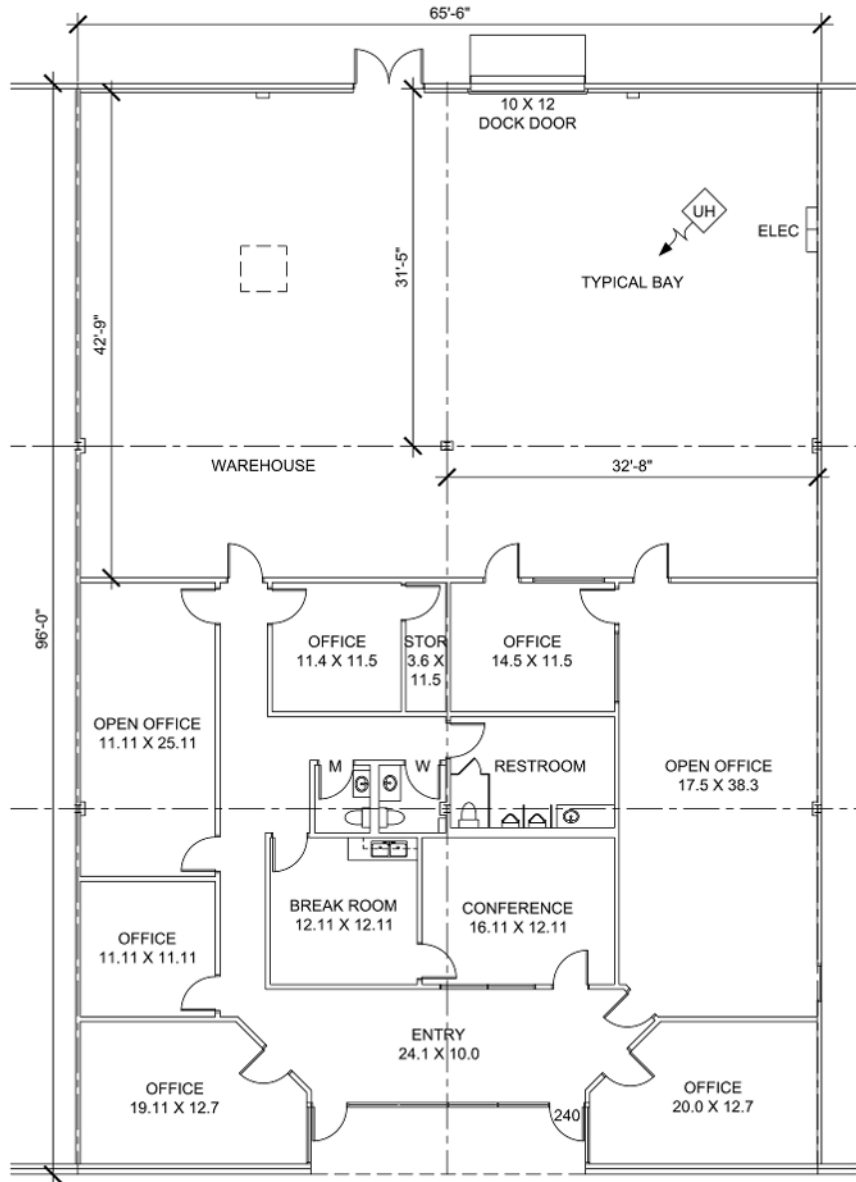 65'-6"
10 X 12
DOCK DOOR
UH
ELEC
31'-5"
TYPICAL BAY
42'-9"
WAREHOUSE
32'-8"
96'-0"
OFFICE
11.4 X 11.5
STOR
3.6 X
11.5
OFFICE
14.5 X 11.5
OPEN OFFICE
11.11 X 25.11
M
W
RESTROOM
OPEN OFFICE
17.5 X 38.3
BREAK ROOM
12.11 X 12.11
CONFERENCE
16.11 X 12.11
OFFICE
11.11 X 11.11
ENTRY
24.1 X 10.0
OFFICE
19.11 X 12.7
240
OFFICE
20.0 X 12.7